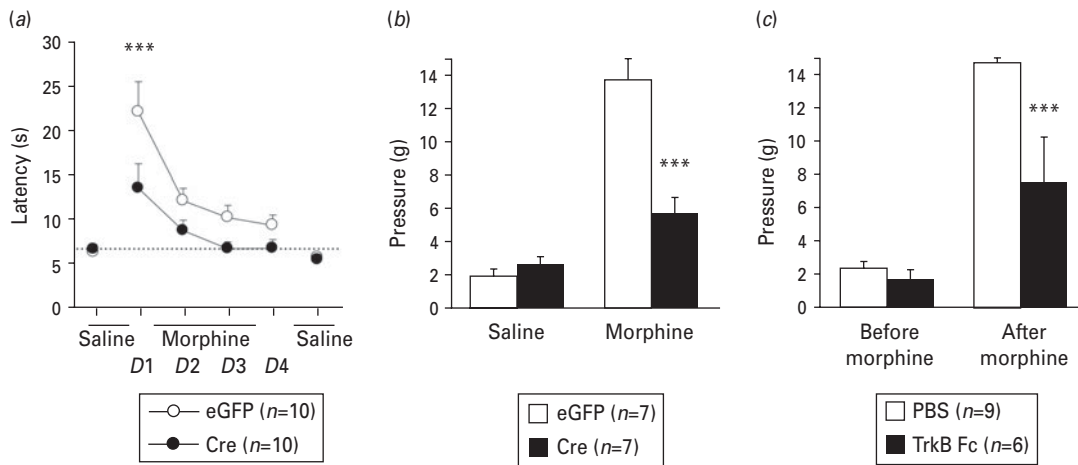 (a)
Latency (s)
30
25
20
15
10
5
0
***
Saline
Morphine
Saline
D1 D2 D3 D4
eGFP (n=10)
Cre (n=10)
(b)
Pressure (g)
14
12
10
8
6
4
2
0
***
Saline Morphine
eGFP (n=7)
Cre (n=7)
(c)
Pressure (g)
14
12
10
8
6
4
2
0
***
Before
morphine
After
morphine
PBS (n=9)
TrkB Fc (n=6)